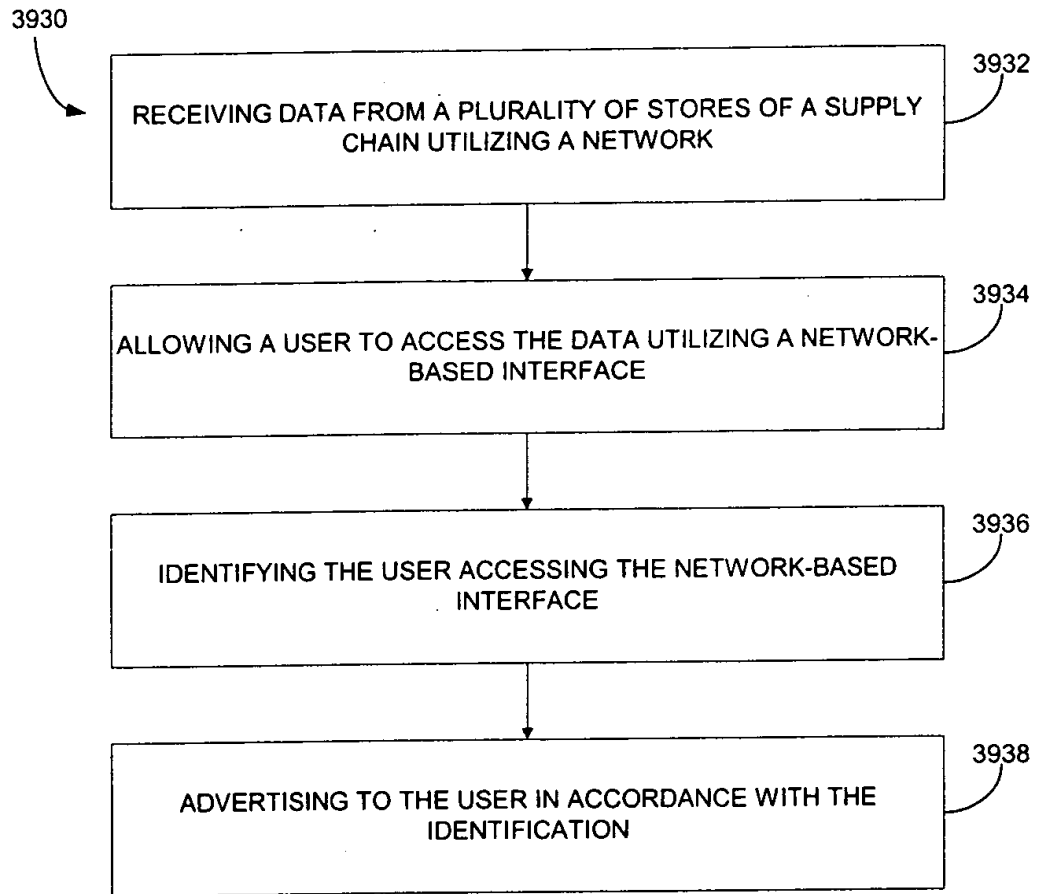 3930
3932
RECEIVING DATA FROM A PLURALITY OF STORES OF A SUPPLY
CHAIN UTILIZING A NETWORK
3934
ALLOWING A USER TO ACCESS THE DATA UTILIZING A NETWORK-
BASED INTERFACE
3936
IDENTIFYING THE USER ACCESSING THE NETWORK-BASED
INTERFACE
3938
ADVERTISING TO THE USER IN ACCORDANCE WITH THE
IDENTIFICATION